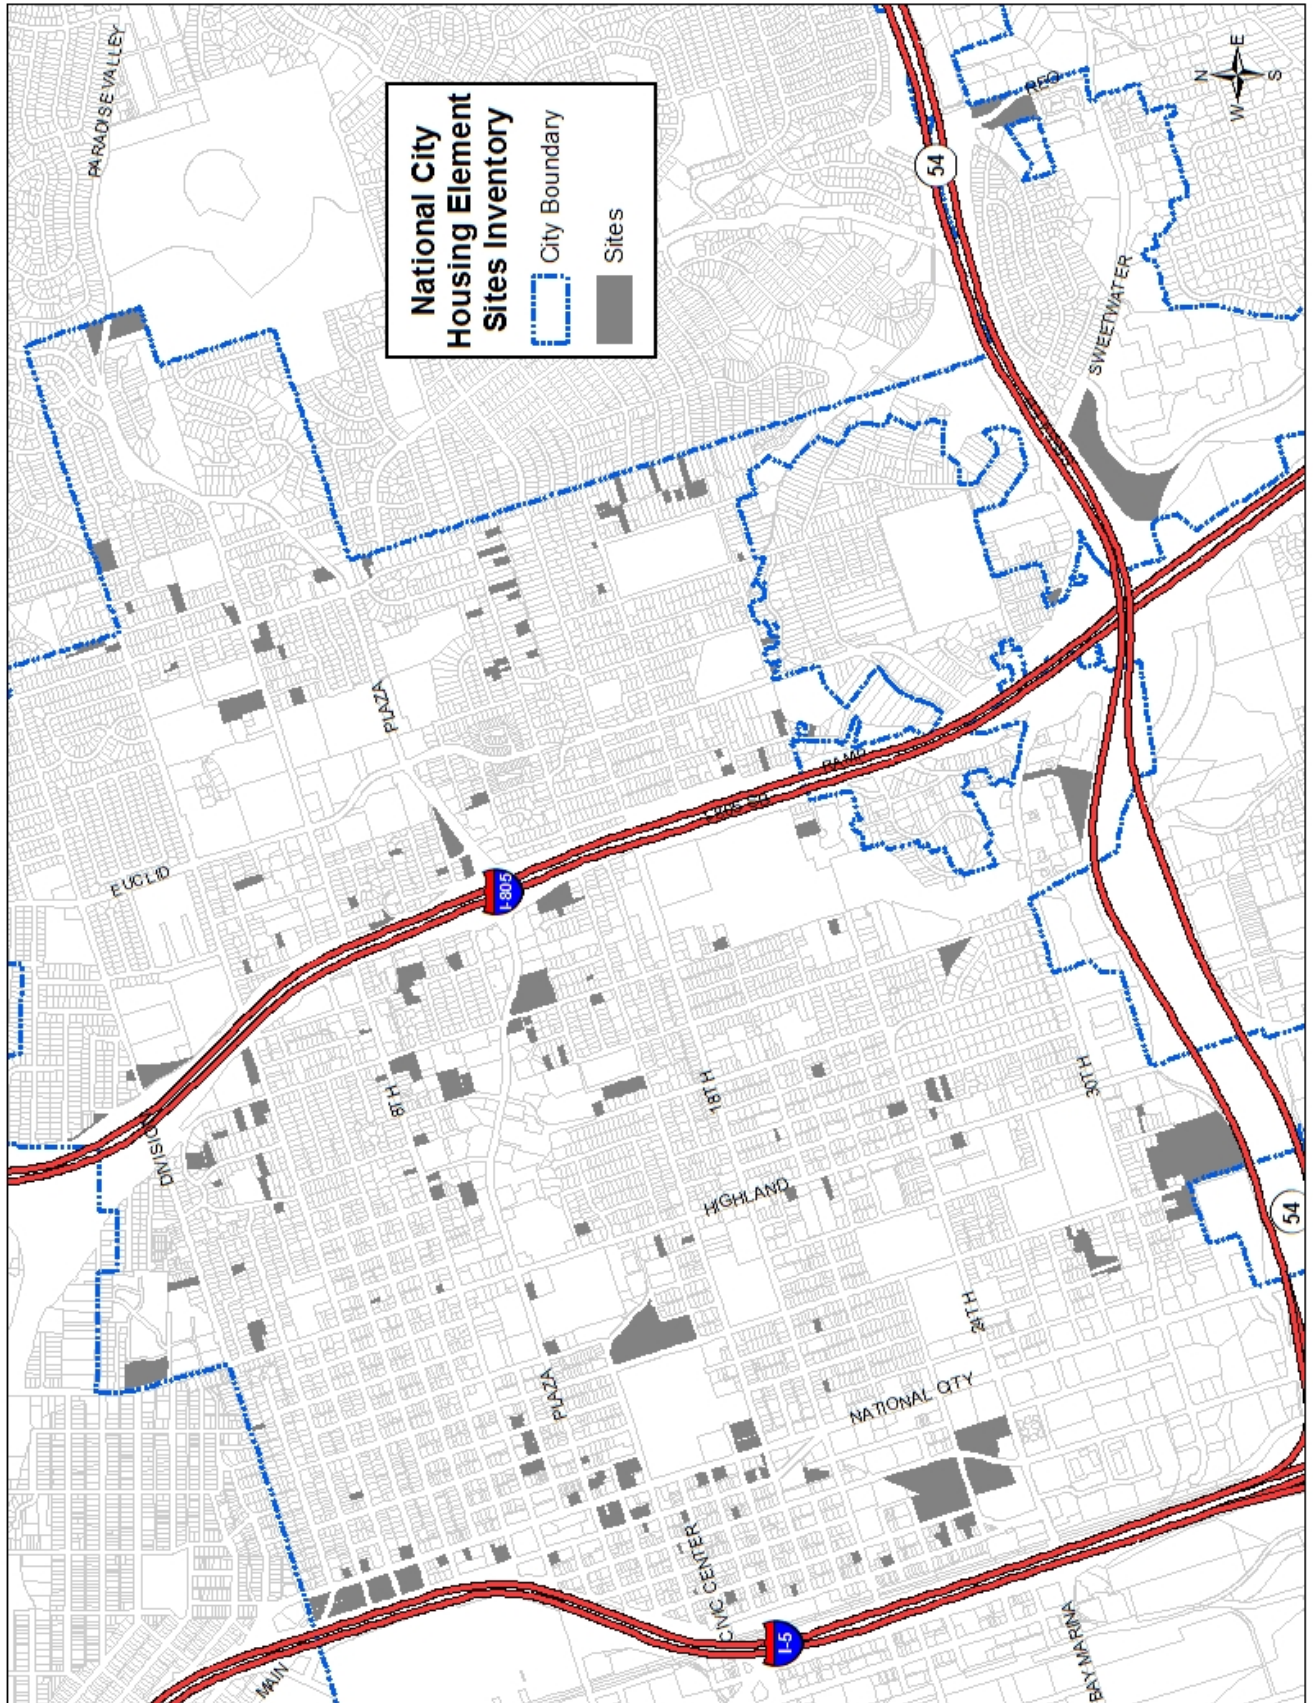 National City
Housing Element
Sites Inventory
City Boundary
Sites
PARADISE VALLEY
N
W
E
S
REO
54
SWEETWATER
PLAZA
EUCLID
I-805
RAMP
DIVISIO
8TH
18TH
30TH
HIGHLAND
24TH
54
PLAZA
NATIONAL CITY
CIVIC CENTER
MAIN
I-5
BAY MARINA